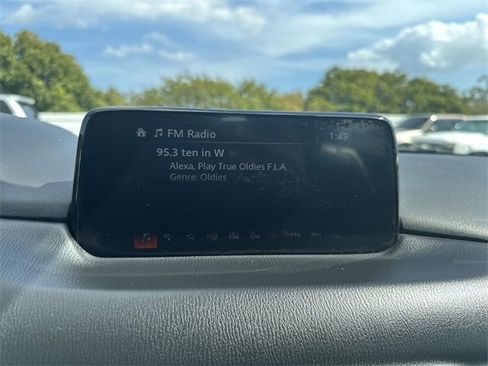 FM Radio
1:49
95.3 ten in W
Alexa, Play True Oldies F.L.A
Genre: Oldies